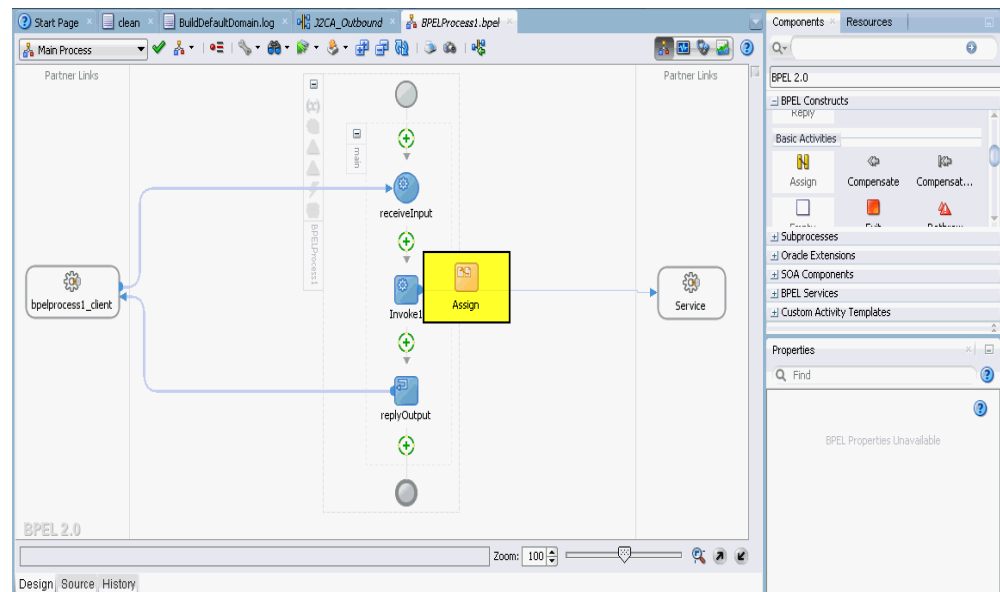 Start Page
clean
BuildDefaultDomain.log
J2CA_Outbound
BPELProcess1.bpel
Main Process
Partner Links
Partner Links
(x)
main
receiveInput
BPELProcess1
bpelprocess1_client
Invoke1
Assign
Service
replyOutput
BPEL 2.0
Zoom: 100
Design Source History
Components
Resources
BPEL 2.0
BPEL Constructs
Reply
Basic Activities
Assign
Compensate
Compensat...
Empty
Exit
Subprocesses
Oracle Extensions
SOA Components
BPEL Services
Custom Activity Templates
Properties
Find
BPEL Properties Unavailable